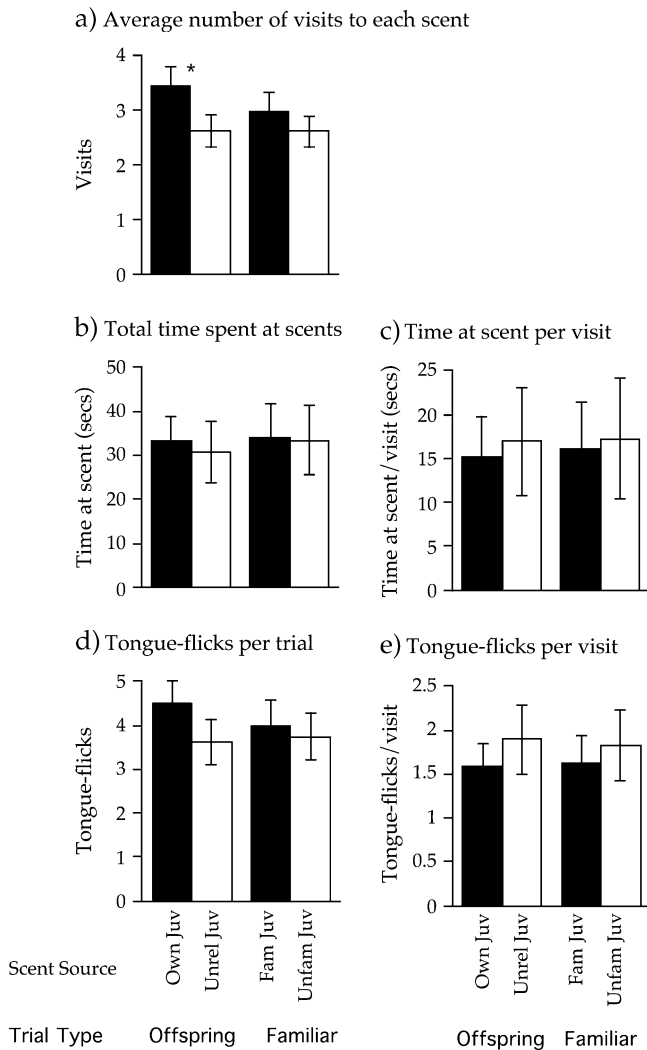 a) Average number of visits to each scent
4
3
2
1
0
Visits
*
b) Total time spent at scents
50
40
30
20
10
0
Time at scent (secs)
c) Time at scent per visit
25
20
15
10
5
0
Time at scent/visit (secs)
d) Tongue-flicks per trial
5
4
3
2
1
0
Tongue-flicks
e) Tongue-flicks per visit
2.5
2
1.5
1
0.5
0
Tongue-flicks/visit
Scent Source
Own Juv
Unrel Juv
Fam Juv
Unfam Juv
Own Juv
Unrel Juv
Fam Juv
Unfam Juv
Trial Type Offspring Familiar
Offspring Familiar